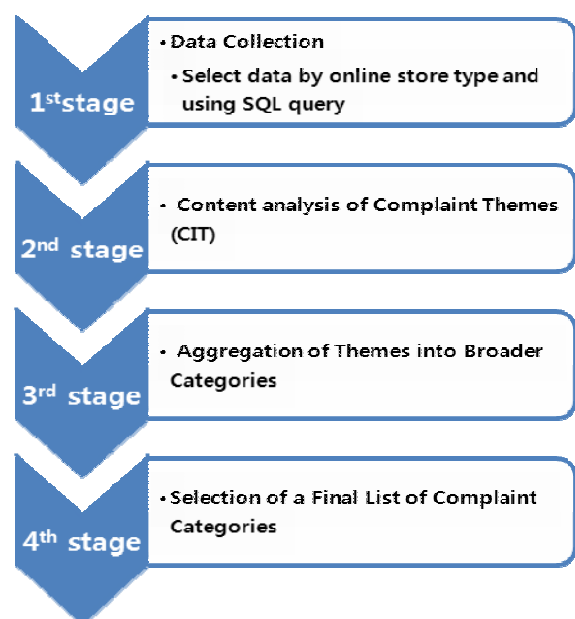 • Data Collection
• Select data by online store type and
using SQL query
1st stage
• Content analysis of Complaint Themes
(CIT)
2nd stage
• Aggregation of Themes into Broader
Categories
3rd stage
• Selection of a Final List of Complaint
Categories
4th stage